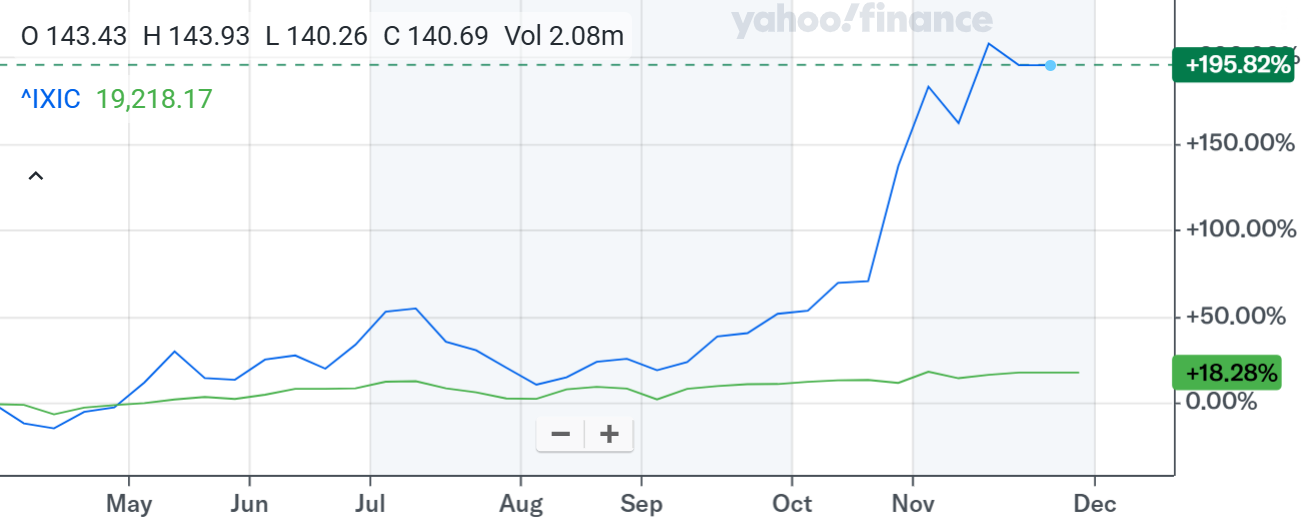 yahoo!finance
O 143.43 H 143.93 L 140.26 C 140.69 Vol 2.08m
+195.82%
^IXIC 19,218.17
+150.00%
+100.00%
+50.00%
+18.28%
0.00%
− +
May Jun Jul Aug Sep Oct Nov Dec